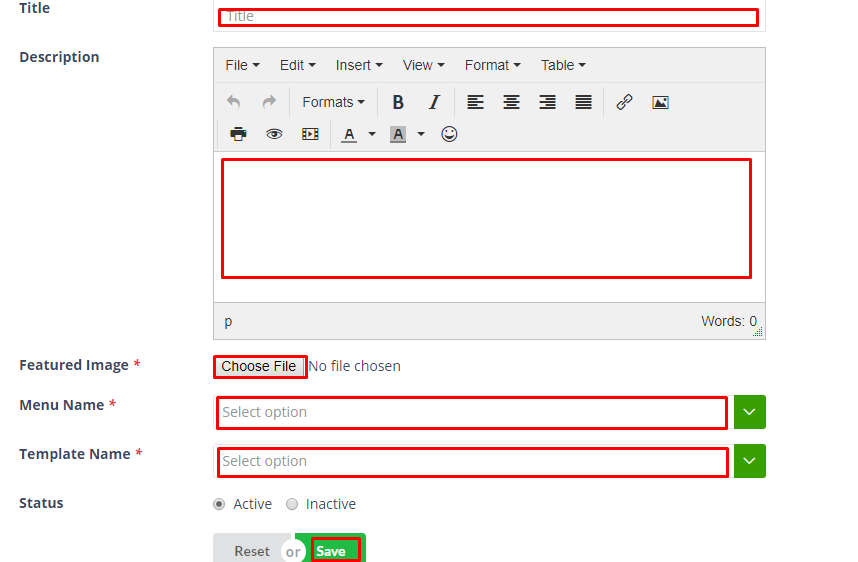 Title
Title
Description
File Edit Insert View Format Table
Formats B I
A A
p Words: 0
Featured Image * Choose File No file chosen
Menu Name * Select option
Template Name * Select option
Status Active Inactive
Reset or Save